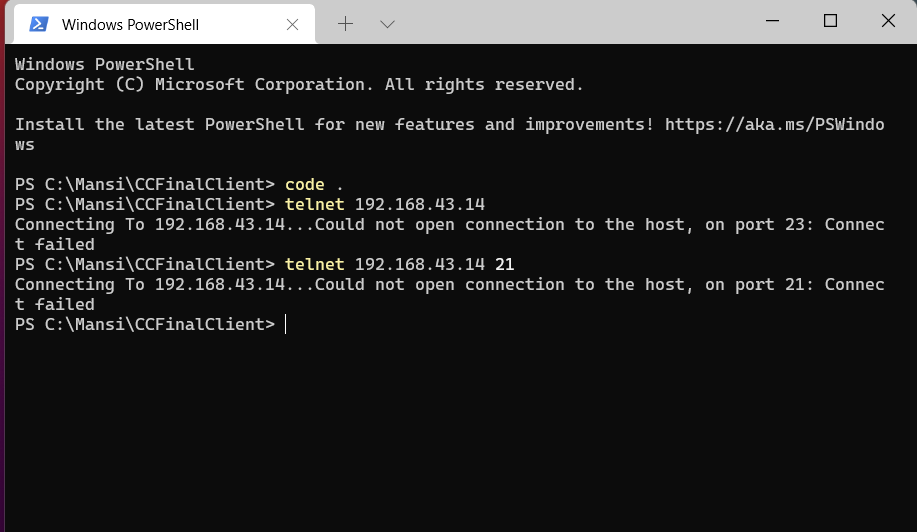 Windows PowerShell
Windows PowerShell
Copyright (C) Microsoft Corporation. All rights reserved.
Install the latest PowerShell for new features and improvements! https://aka.ms/PSWindo
ws
PS C:\Mansi\CCFinalClient> code .
PS C:\Mansi\CCFinalClient> telnet 192.168.43.14
Connecting To 192.168.43.14...Could not open connection to the host, on port 23: Connec
t failed
PS C:\Mansi\CCFinalClient> telnet 192.168.43.14 21
Connecting To 192.168.43.14...Could not open connection to the host, on port 21: Connec
t failed
PS C:\Mansi\CCFinalClient>